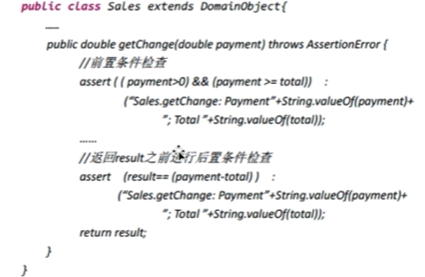 public class Sales extends DomainObject{
......
public double getChange(double payment) throws AssertionError {
//前置条件检查
assert ( ( payment>0) && (payment >= total)) :
(“Sales.getChange: Payment”+String.valueOf(payment)+
”; Total ”+String.valueOf(total));
......
//返回result之前进行后置条件检查
assert (result== (payment-total) ) :
(“Sales.getChange: Payment”+String.valueOf(payment)+
”; Total ”+String.valueOf(total));
return result;
}
}